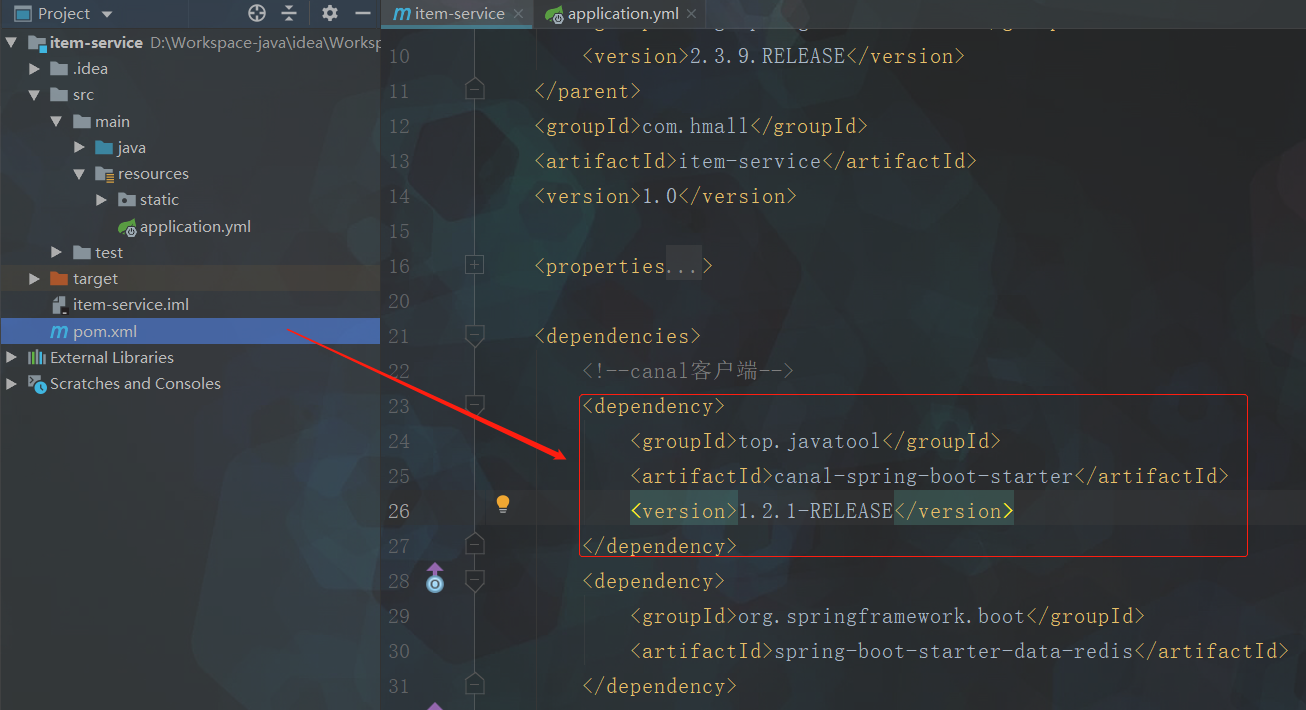 Project
item-service D:\Workspace-java\idea\Worksp
.idea
src
main
java
resources
static
application.yml
test
target
item-service.iml
pom.xml
External Libraries
Scratches and Consoles
item-service
application.yml
10 <version>2.3.9.RELEASE</version>
11 </parent>
12 <groupId>com.hmall</groupId>
13 <artifactId>item-service</artifactId>
14 <version>1.0</version>
15
16 <properties...>
20
21 <dependencies>
22 <!--canal客户端-->
23 <dependency>
24 <groupId>top.javatool</groupId>
25 <artifactId>canal-spring-boot-starter</artifactId>
26 <version>1.2.1-RELEASE</version>
27 </dependency>
28 <dependency>
29 <groupId>org.springframework.boot</groupId>
30 <artifactId>spring-boot-starter-data-redis</artifactId>
31 </dependency>